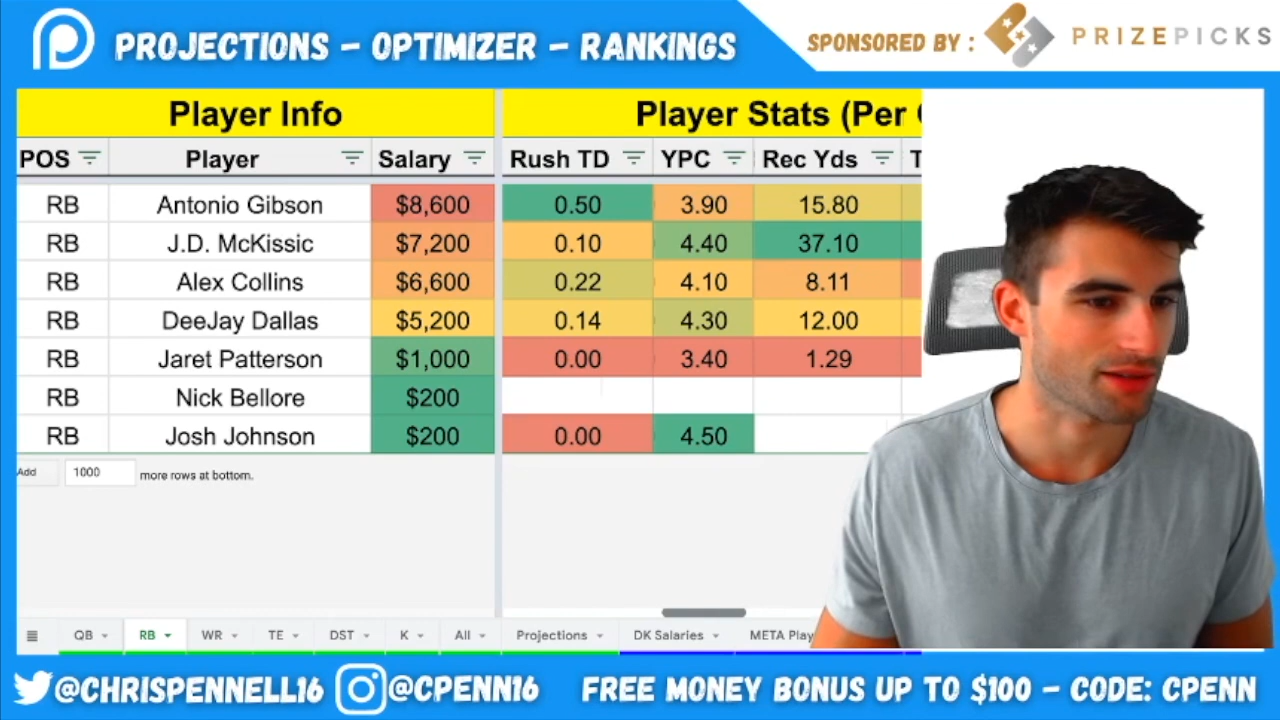 PROJECTIONS – OPTIMIZER – RANKINGS
SPONSORED BY : PRIZEPICKS
Player Info
Player Stats (Per
POS Player Salary Rush TD YPC Rec Yds T
RB Antonio Gibson $8,600 0.50 3.90 15.80
RB J.D. McKissic $7,200 0.10 4.40 37.10
RB Alex Collins $6,600 0.22 4.10 8.11
RB DeeJay Dallas $5,200 0.14 4.30 12.00
RB Jaret Patterson $1,000 0.00 3.40 1.29
RB Nick Bellore $200
RB Josh Johnson $200 0.00 4.50
Add 1000 more rows at bottom.
QB RB WR TE DST K All Projections DK Salaries META Play
@CHRISPENNELL16 @CPENN16 FREE MONEY BONUS UP TO $100 – CODE: CPENN